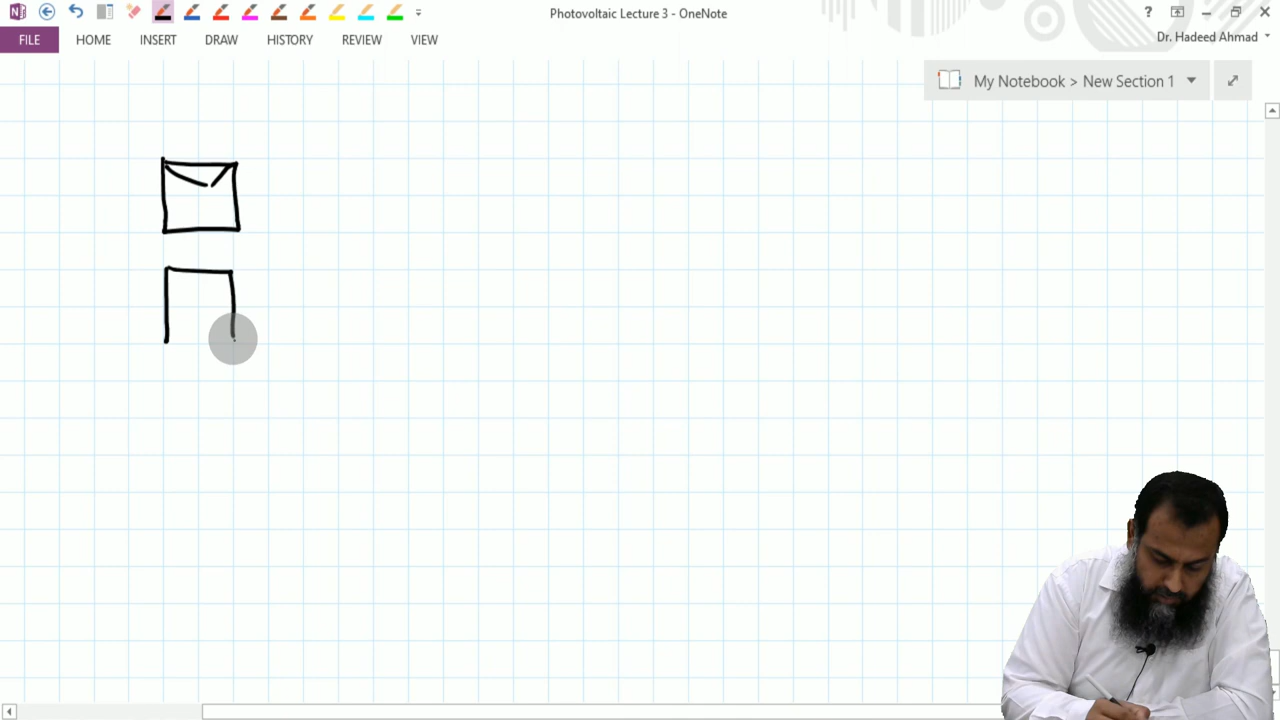 Photovoltaic Lecture 3 - OneNote
?
Dr. Hadeed Ahmad
FILE HOME INSERT DRAW HISTORY REVIEW VIEW
My Notebook > New Section 1